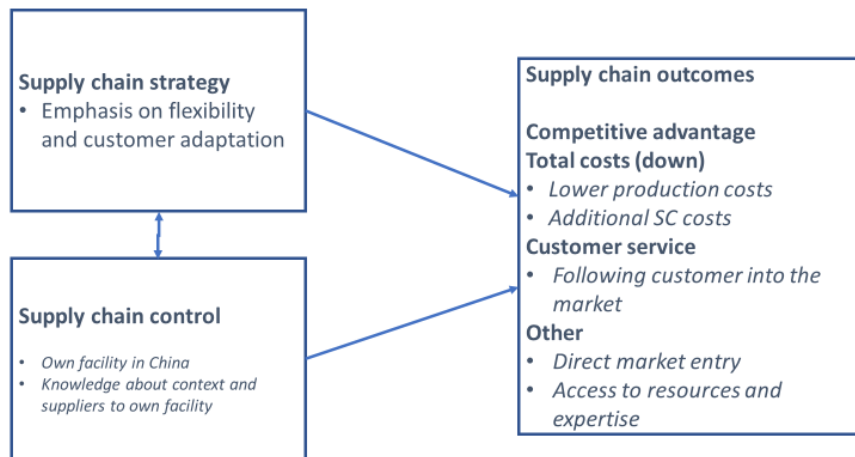 Supply chain strategy
• Emphasis on flexibility
and customer adaptation
Supply chain control
• Own facility in China
• Knowledge about context and
suppliers to own facility
Supply chain outcomes
Competitive advantage
Total costs (down)
• Lower production costs
• Additional SC costs
Customer service
• Following customer into the
market
Other
• Direct market entry
• Access to resources and
expertise